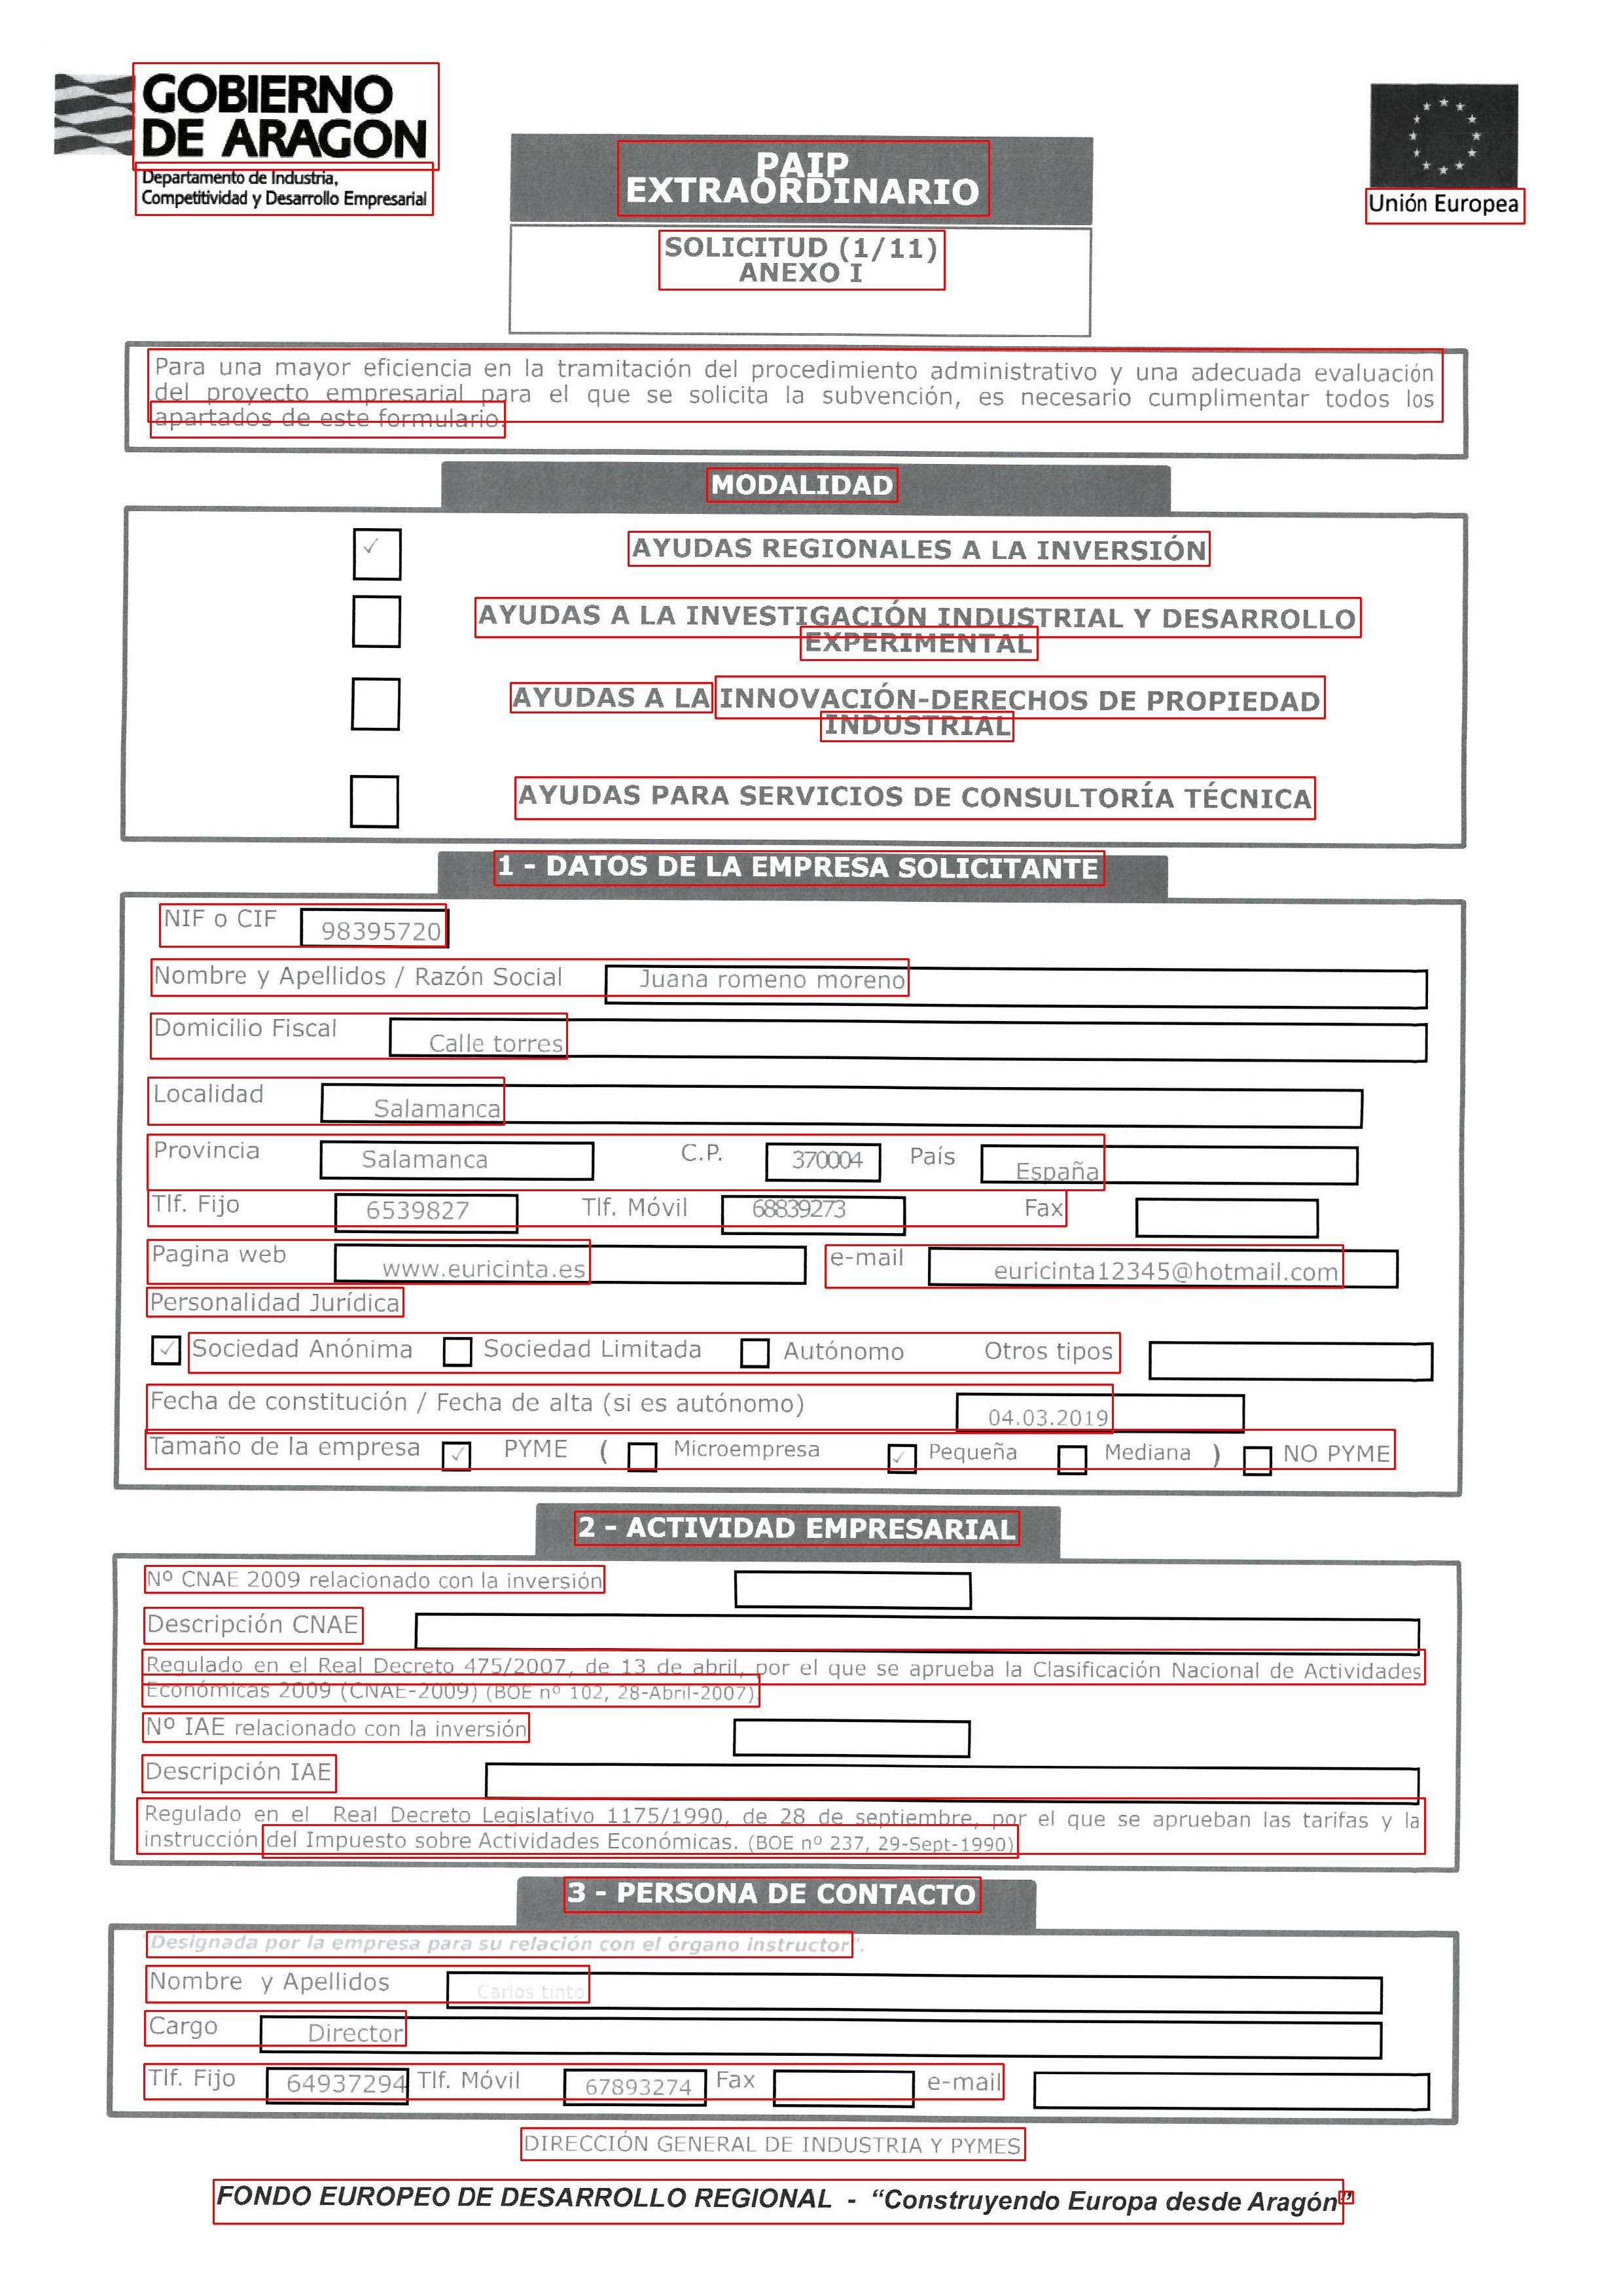 GOBIERNO
DE ARAGON
Departamento de Industria,
Competitividad y Desarrollo Empresarial
PAIP
EXTRAORDINARIO
Unión Europea
SOLICITUD (1/11)
ANEXO I
Para una mayor eficiencia en la tramitación del procedimiento administrativo y una adecuada evaluación
del proyecto empresarial para el que se solicita la subvención, es necesario cumplimentar todos los
apartados de este formulario.
MODALIDAD
AYUDAS REGIONALES A LA INVERSIÓN
AYUDAS A LA INVESTIGACIÓN INDUSTRIAL Y DESARROLLO
EXPERIMENTAL
AYUDAS A LA INNOVACIÓN-DERECHOS DE PROPIEDAD
INDUSTRIAL
AYUDAS PARA SERVICIOS DE CONSULTORÍA TÉCNICA
1 - DATOS DE LA EMPRESA SOLICITANTE
NIF o CIF 98395720
Nombre y Apellidos / Razón Social Juana romeno moreno
Domicilio Fiscal Calle torres
Localidad Salamanca
Provincia Salamanca C.P. 370004 País España
Tlf. Fijo 6539827 Tlf. Móvil 68839273 Fax
Pagina web www.euricinta.es e-mail euricinta12345@hotmail.com
Personalidad Jurídica
✓ Sociedad Anónima Sociedad Limitada Autónomo Otros tipos
Fecha de constitución / Fecha de alta (si es autónomo) 04.03.2019
Tamaño de la empresa ✓ PYME ( Microempresa ✓ Pequeña Mediana ) NO PYME
2 - ACTIVIDAD EMPRESARIAL
Nº CNAE 2009 relacionado con la inversión
Descripción CNAE
Regulado en el Real Decreto 475/2007, de 13 de abril, por el que se aprueba la Clasificación Nacional de Actividades
Económicas 2009 (CNAE-2009) (BOE nº 102, 28-Abril-2007).
Nº IAE relacionado con la inversión
Descripción IAE
Regulado en el Real Decreto Legislativo 1175/1990, de 28 de septiembre, por el que se aprueban las tarifas y la
instrucción del Impuesto sobre Actividades Económicas. (BOE nº 237, 29-Sept-1990)
3 - PERSONA DE CONTACTO
"Designada por la empresa para su relación con el órgano instructor".
Nombre y Apellidos Carlos tinto
Cargo Director
Tlf. Fijo 64937294 Tlf. Móvil 67893274 Fax e-mail
DIRECCIÓN GENERAL DE INDUSTRIA Y PYMES
FONDO EUROPEO DE DESARROLLO REGIONAL - “Construyendo Europa desde Aragón”